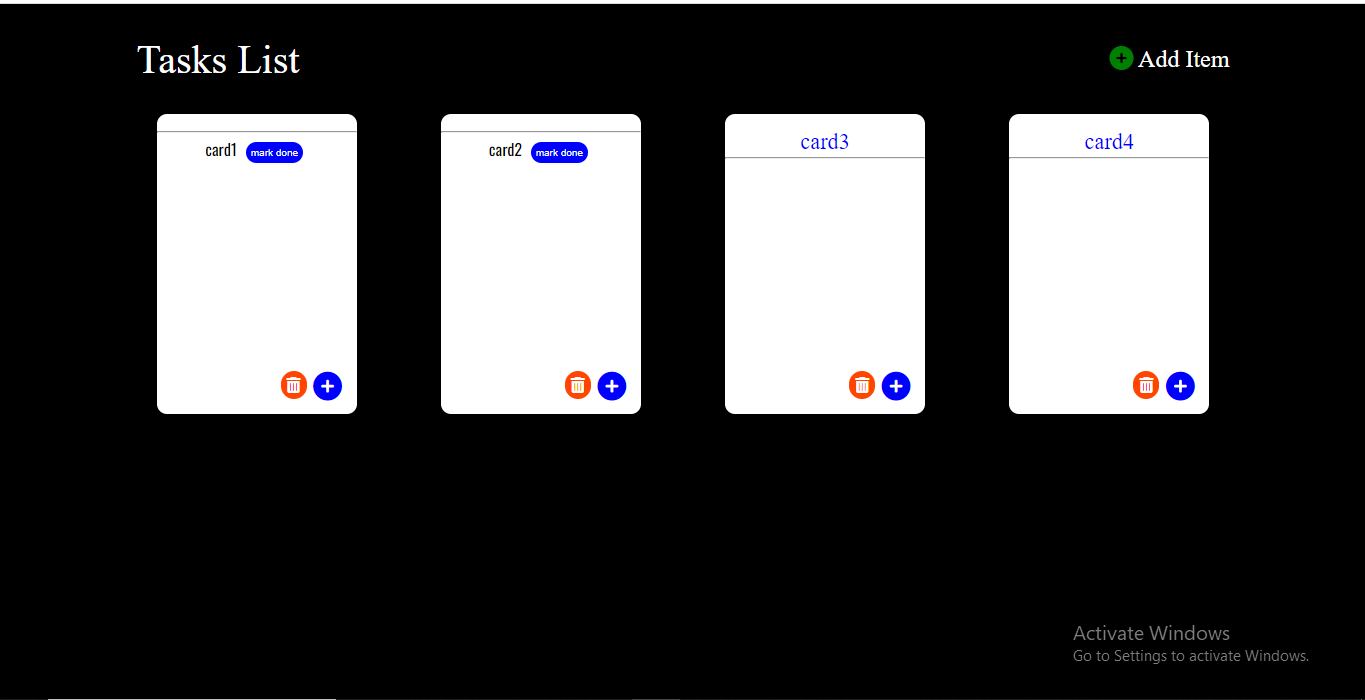 Tasks List
Add Item
card1 mark done
card2 mark done
card3
card4
Activate Windows
Go to Settings to activate Windows.